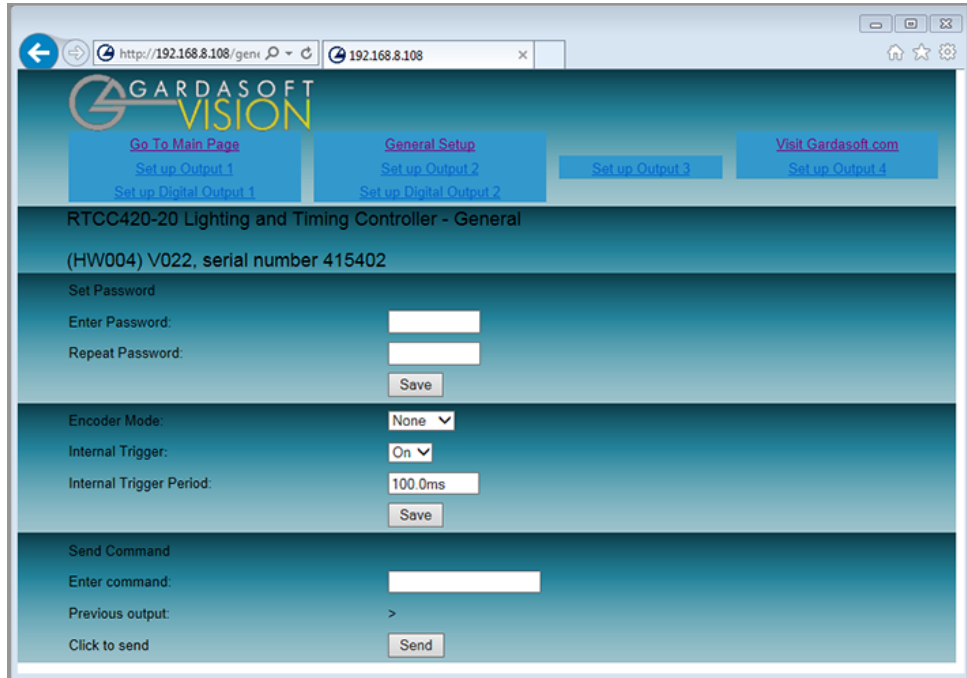 http://192.168.8.108/gene
192.168.8.108
GARDASOFT
VISION
Go To Main Page General Setup Visit Gardasoft.com
Set up Output 1 Set up Output 2 Set up Output 3 Set up Output 4
Set up Digital Output 1 Set up Digital Output 2
RTCC420-20 Lighting and Timing Controller - General
(HW004) V022, serial number 415402
Set Password
Enter Password:
Repeat Password:
Save
Encoder Mode: None
Internal Trigger: On
Internal Trigger Period: 100.0ms
Save
Send Command
Enter command:
Previous output: >
Click to send Send